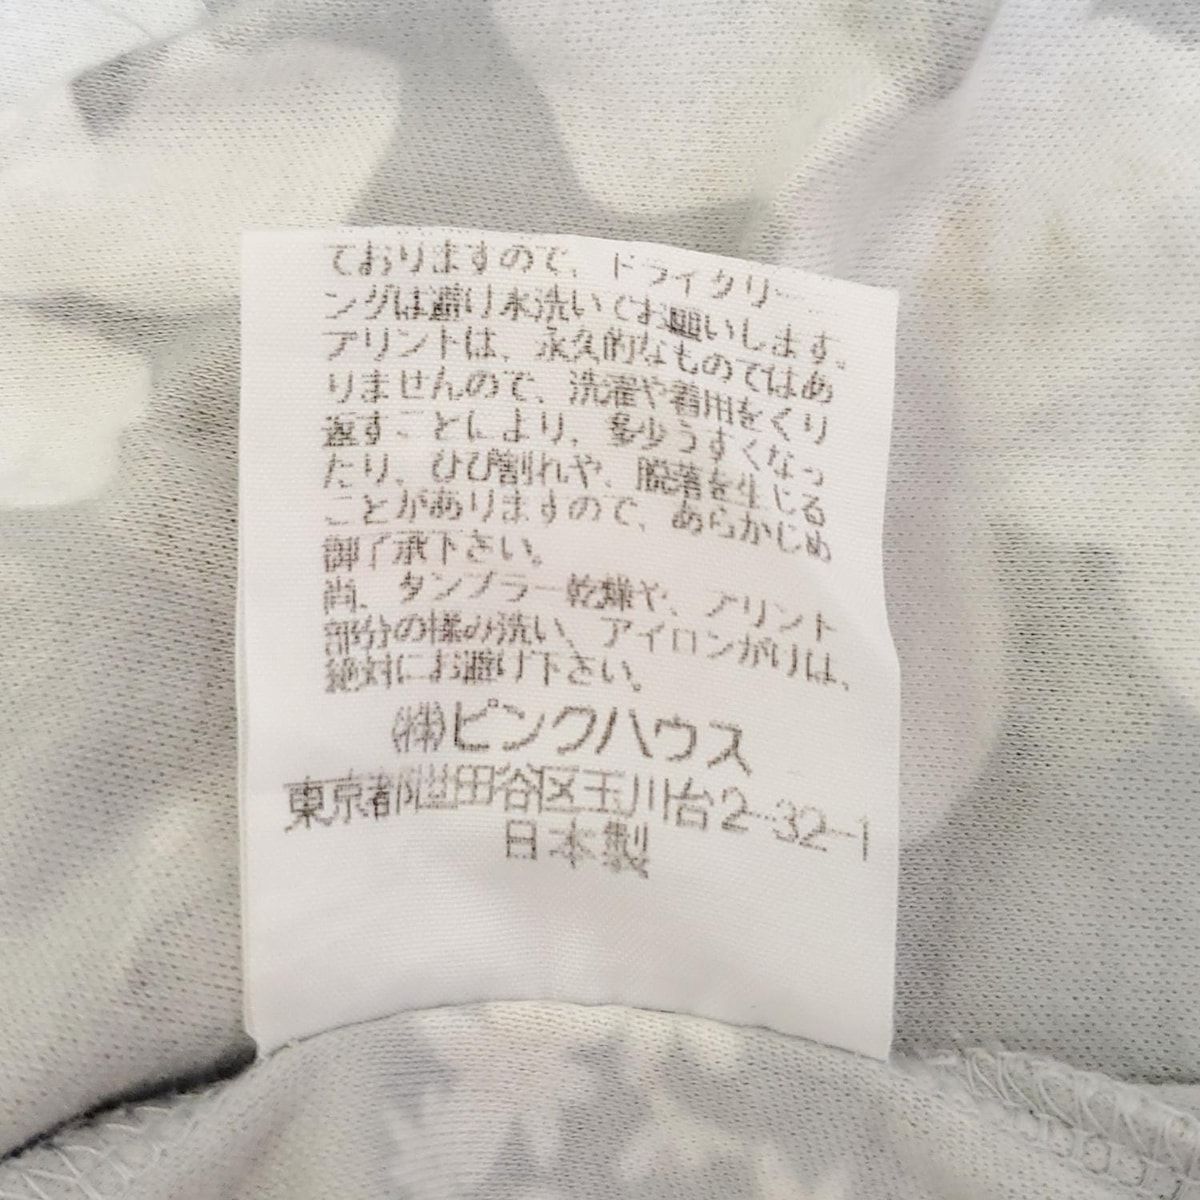 ておりますので、ドライクリー
ングは避け水洗いでお願いします。
プリントは、永久的なものではあ
りませんので、洗濯や着用をくり
返すことにより、多少うすくなっ
たり、ひび割れや、脱落を生じる
ことがありますので、あらかじめ
御了承下さい。
尚、タンブラー乾燥や、プリント
部分の揉み洗い、アイロンがけは、
絶対にお避け下さい。
㈱ピンクハウス
東京都世田谷区玉川台2-32-1
日本製